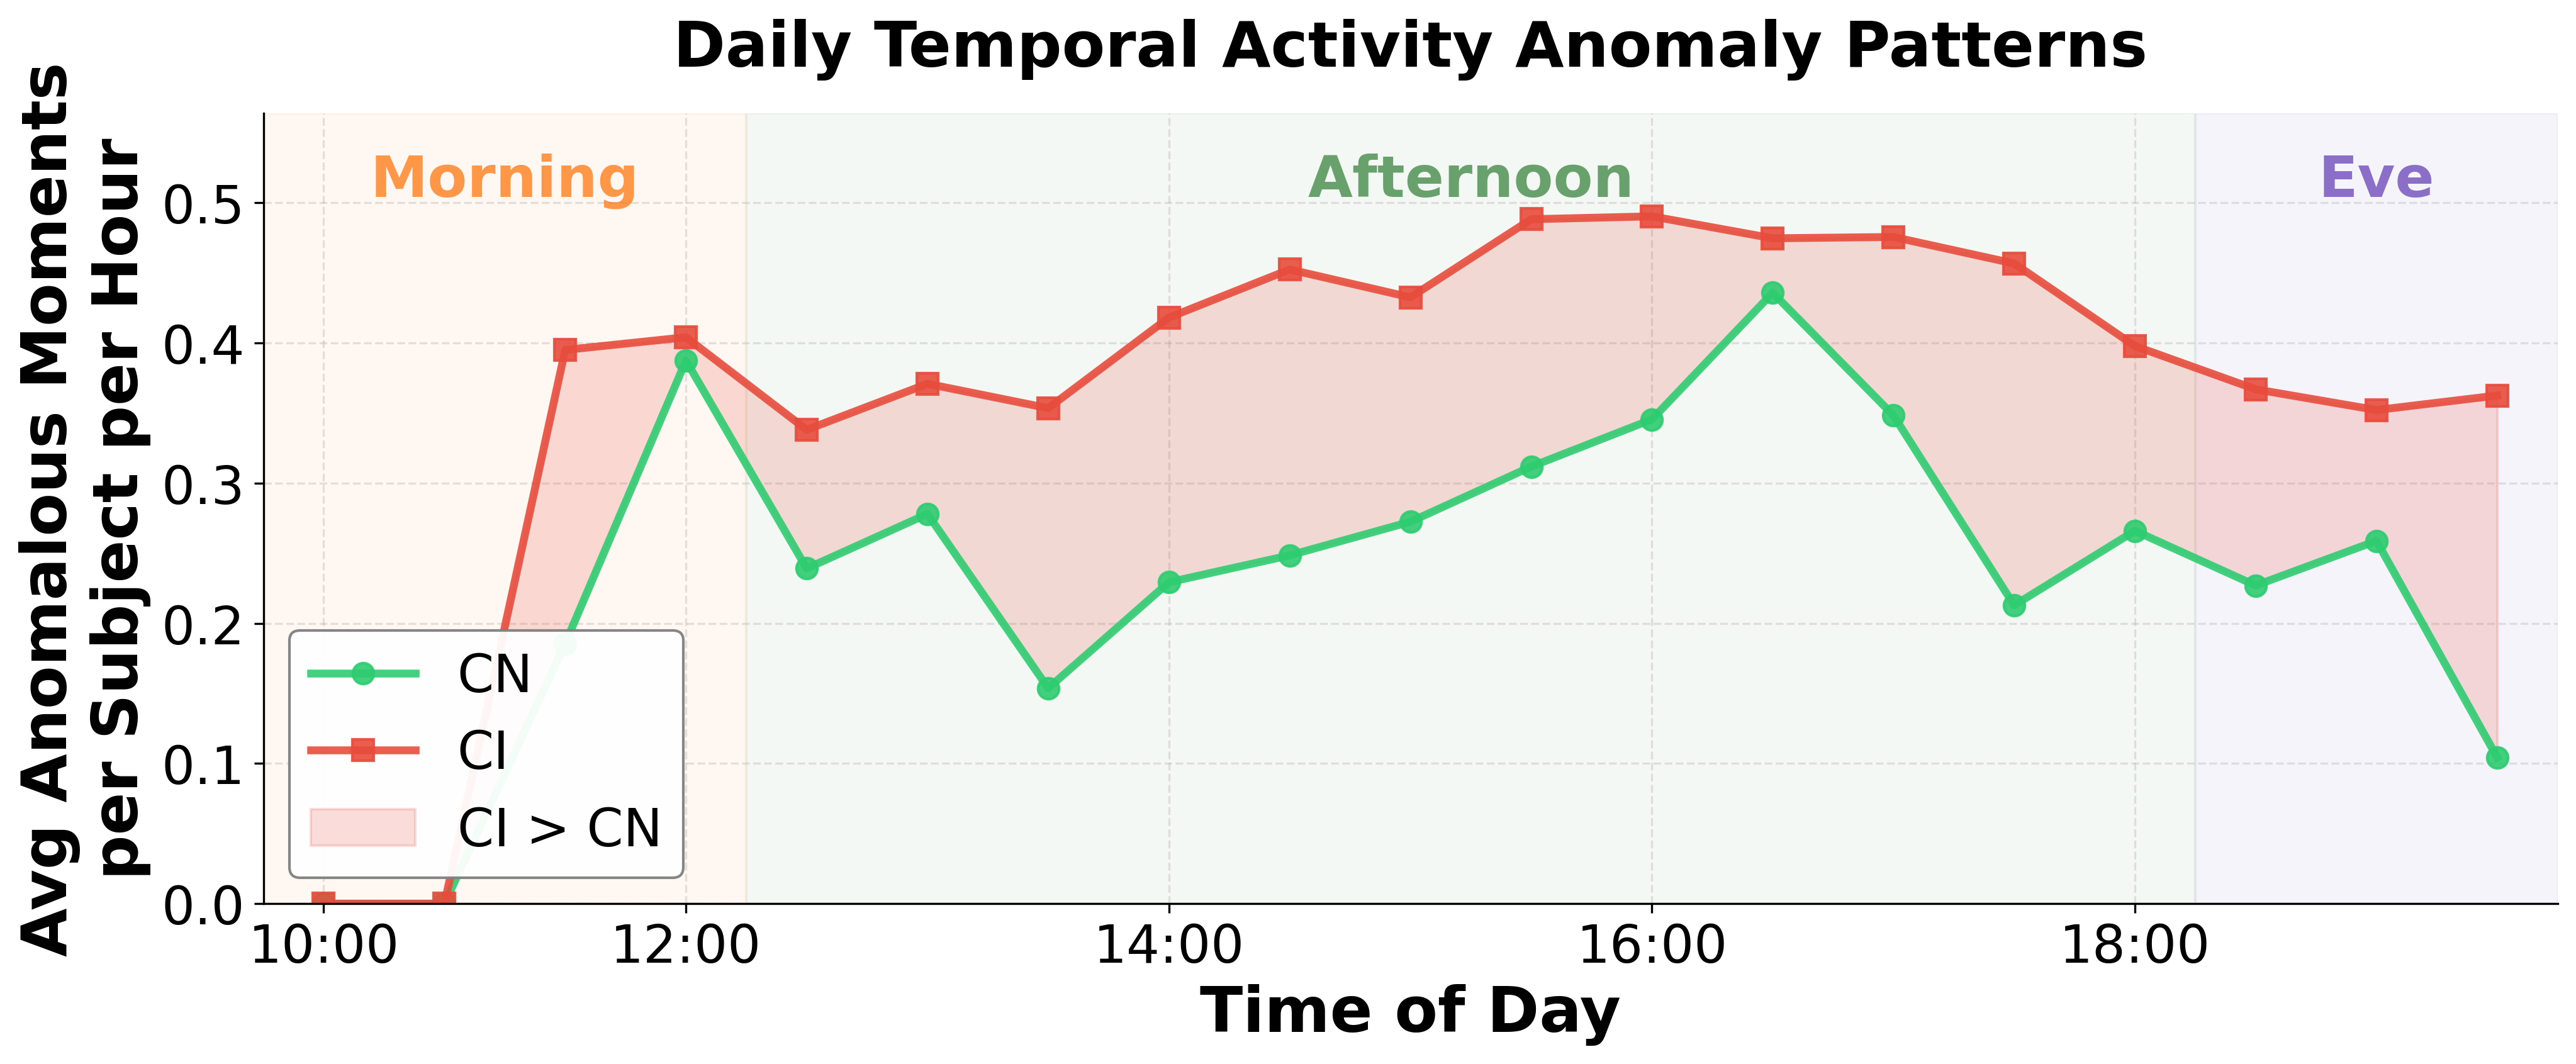 Daily Temporal Activity Anomaly Patterns
Avg Anomalous Moments
per Subject per Hour
Morning
Afternoon
Eve
0.5
0.4
0.3
0.2
0.1
0.0
CN
CI
CI > CN
10:00
12:00
14:00
16:00
18:00
Time of Day